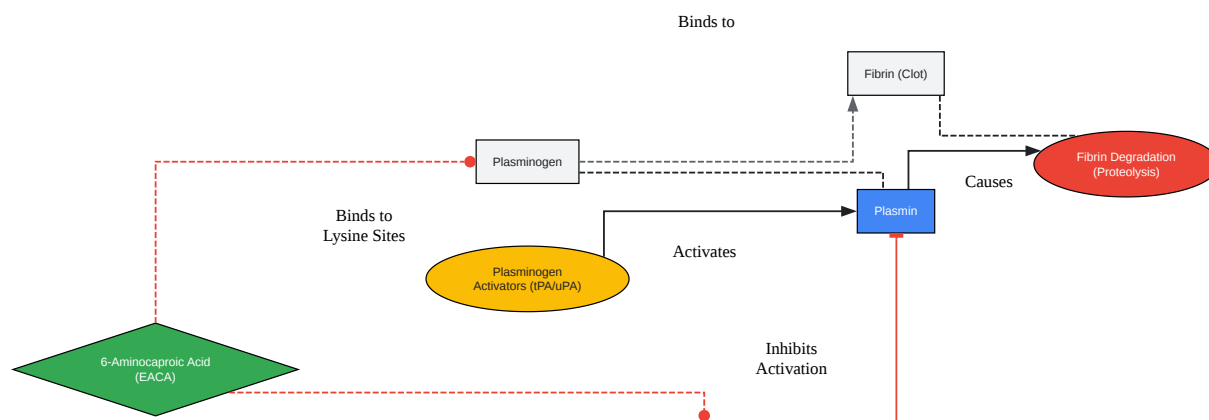 Binds to
Fibrin (Clot)
Plasminogen
Fibrin Degradation
(Proteolysis)
Causes
Plasmin
Binds to
Lysine Sites
Activates
Plasminogen
Activators (tPA/uPA)
Inhibits
Activation
6-Aminocaproic Acid
(EACA)